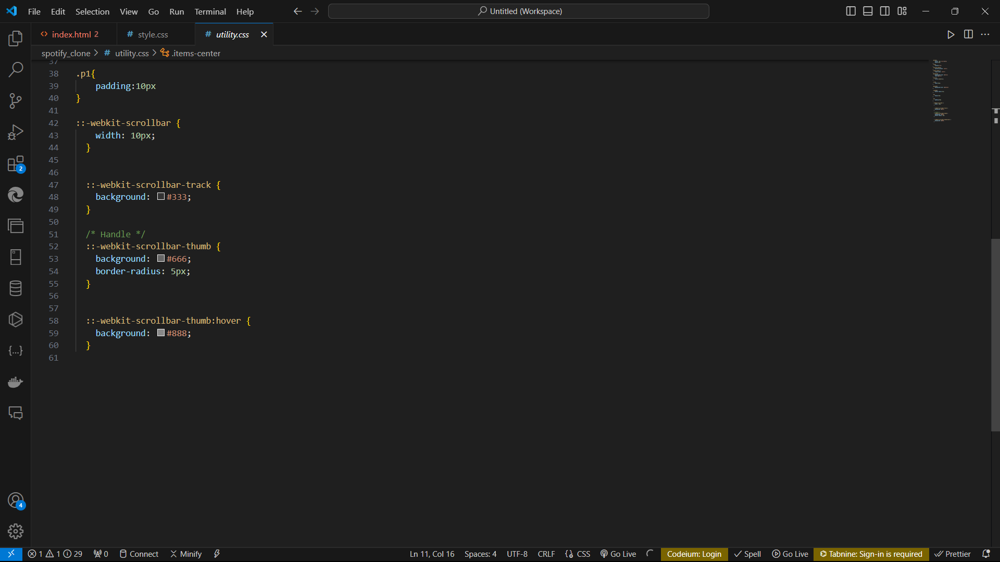 File Edit Selection View Go Run Terminal Help
Untitled (Workspace)
index.html 2
# style.css
# utility.css
spotify_clone > # utility.css > .items-center
37
38 .p1{
39 padding:10px
40 }
41
42 ::-webkit-scrollbar {
43 width: 10px;
44 }
45
46
47 ::-webkit-scrollbar-track {
48 background: #333;
49 }
50
51 /* Handle */
52 ::-webkit-scrollbar-thumb {
53 background: #666;
54 border-radius: 5px;
55 }
56
57
58 ::-webkit-scrollbar-thumb:hover {
59 background: #888;
60 }
61
2
4
1 1 29 0 Connect Minify Ln 11, Col 16 Spaces: 4 UTF-8 CRLF CSS Go Live Codeium: Login Spell Go Live Tabnine: Sign-in is required Prettier